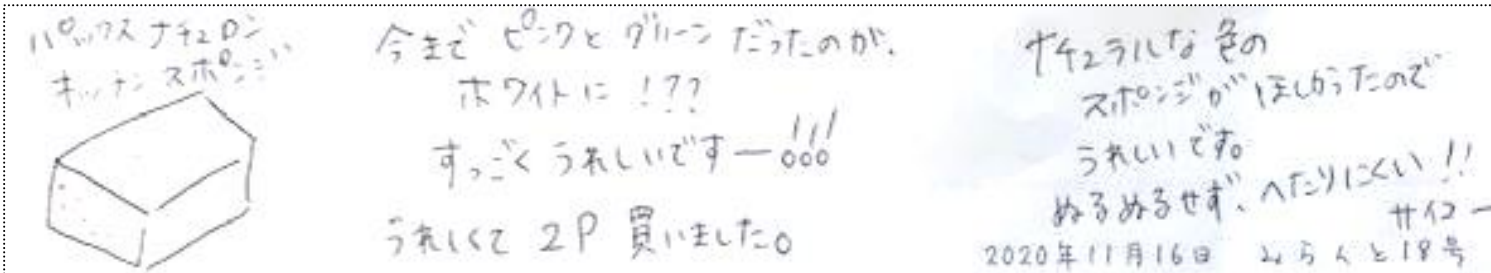 パックスナチュロン
キッチンスポンジ
今まで ピンクと グリーン だったのが、
ホワイトに !??
すっごく うれしいですー!!!
うれしくて 2P 買いました。
ナチュラルな 色の
スポンジが ほしかったので
うれしいです。
ぬるぬるせず、へたりにくい!!
サイコー
2020年11月16日 みらんと18号